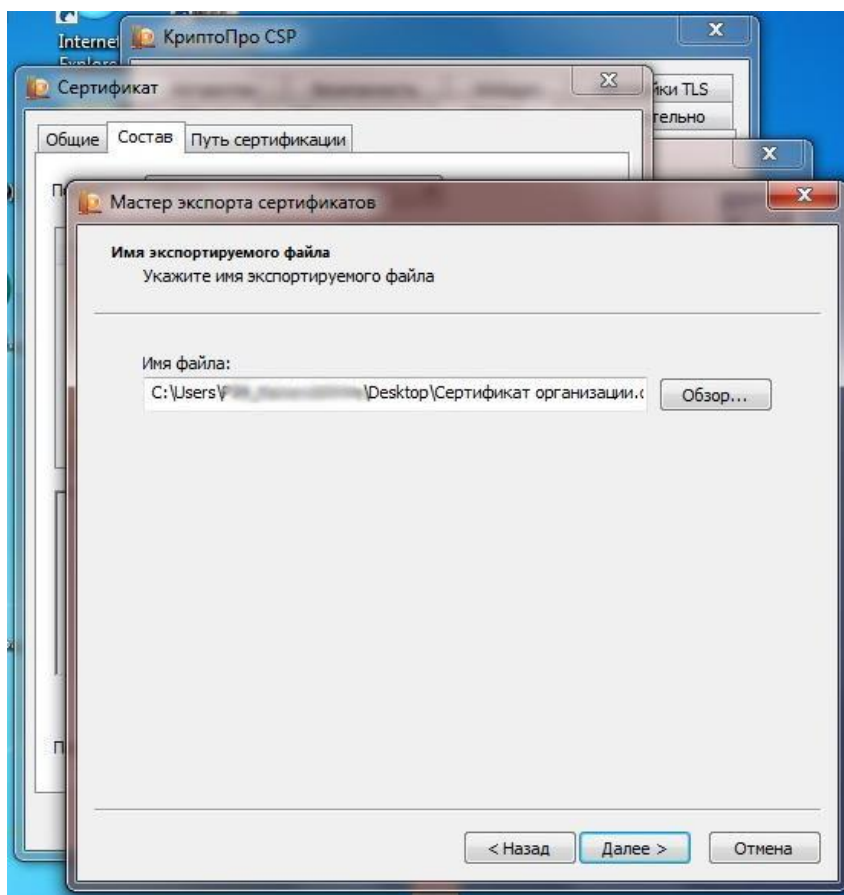 Internet
КриптоПро CSP
Сертификат
йки TLS
тельно
Общие
Состав
Путь сертификации
Мастер экспорта сертификатов
Имя экспортируемого файла
Укажите имя экспортируемого файла
Имя файла:
C:\Users\ \Desktop\Сертификат организации.c
Обзор...
< Назад
Далее >
Отмена